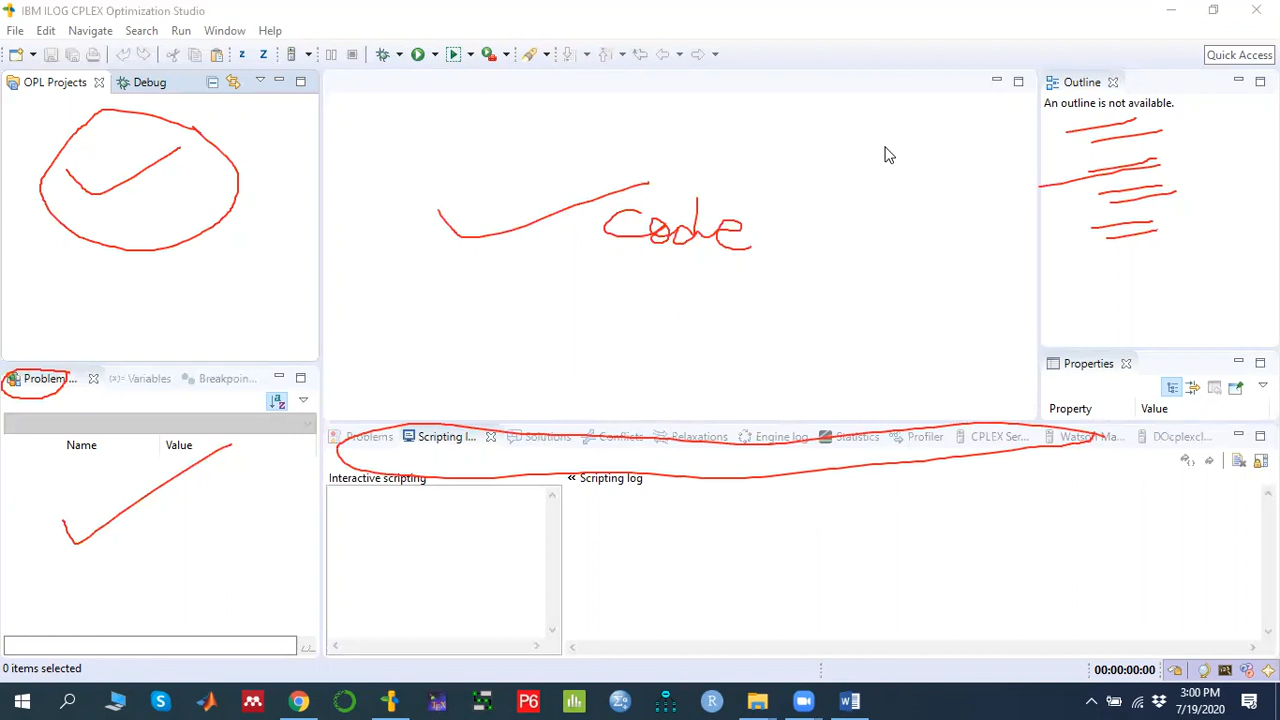 IBM ILOG CPLEX Optimization Studio
File Edit Navigate Search Run Window Help
Quick Access
OPL Projects Debug
Outline
An outline is not available.
Code
Problem ... (x)= Variables Breakpoin...
Properties
Property Value
Name Value
Problems Scripting l... Solutions Conflicts Relaxations Engine log Statistics Profiler CPLEX Ser... Watson Ma... DOcplexcl...
Interactive scripting « Scripting log
0 items selected
00:00:00:00
P6
R
3:00 PM
7/19/2020